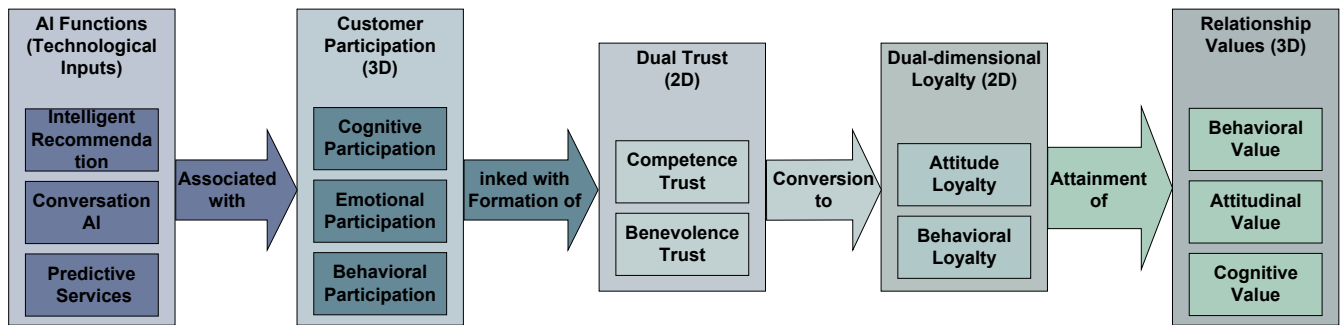 AI Functions
(Technological
Inputs)
Intelligent
Recommenda
tion
Conversation
AI
Predictive
Services
Associated
with
Customer
Participation
(3D)
Cognitive
Participation
Emotional
Participation
Behavioral
Participation
inked with
Formation of
Dual Trust
(2D)
Competence
Trust
Benevolence
Trust
Conversion
to
Dual-dimensional
Loyalty (2D)
Attitude
Loyalty
Behavioral
Loyalty
Attainment
of
Relationship
Values (3D)
Behavioral
Value
Attitudinal
Value
Cognitive
Value